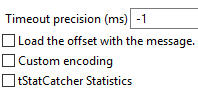 Timeout precision (ms) -1
Load the offset with the message.
Custom encoding
tStatCatcher Statistics